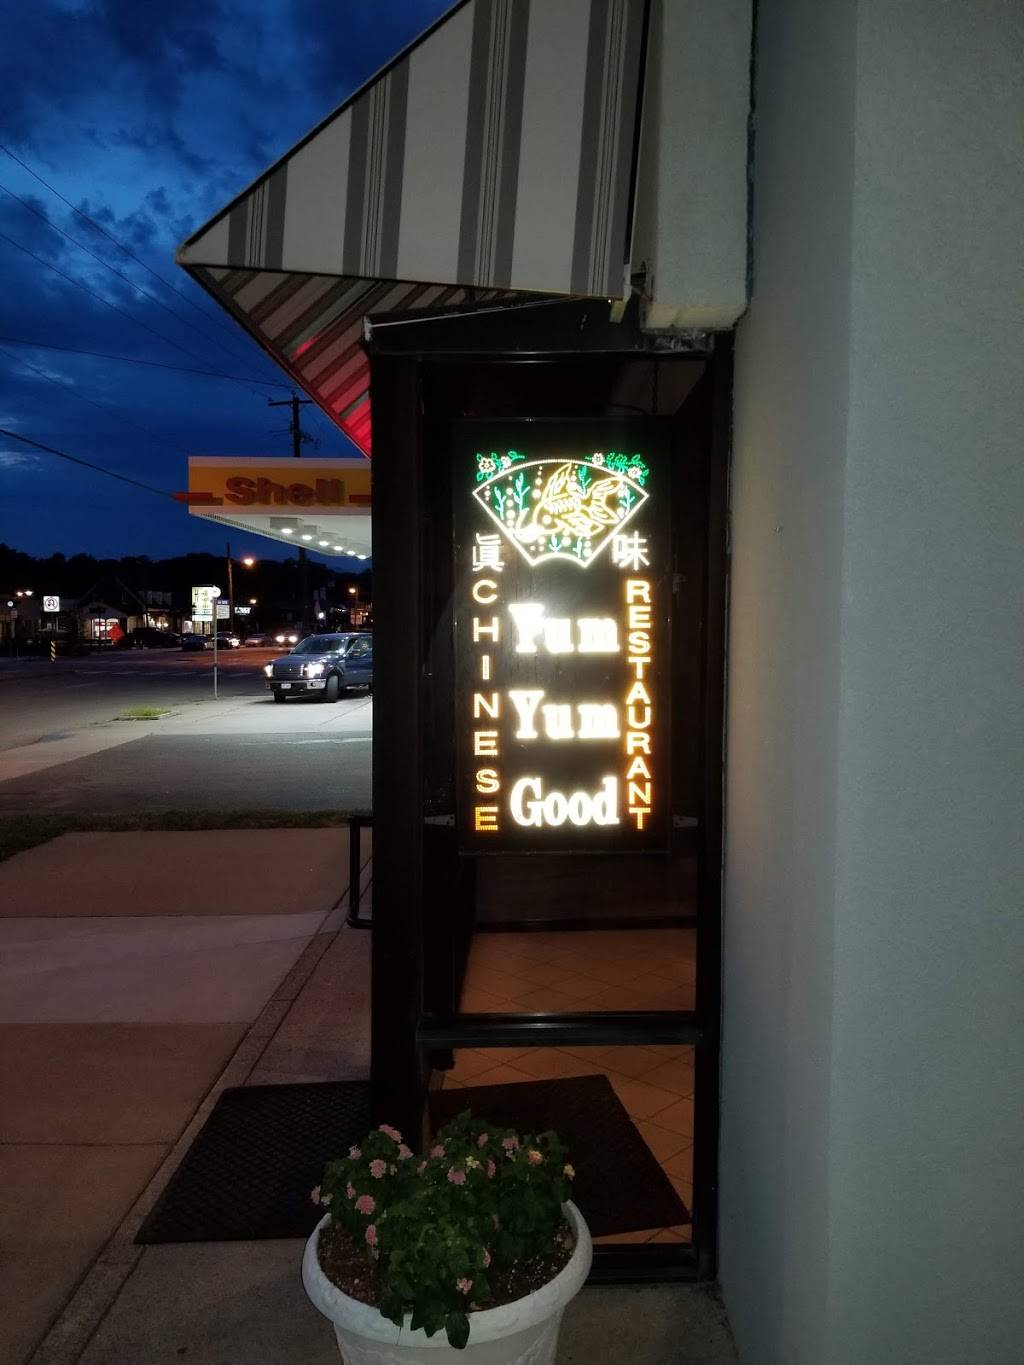 Shell
眞 味
CHINESE
Yum
Yum
Good
RESTAURANT